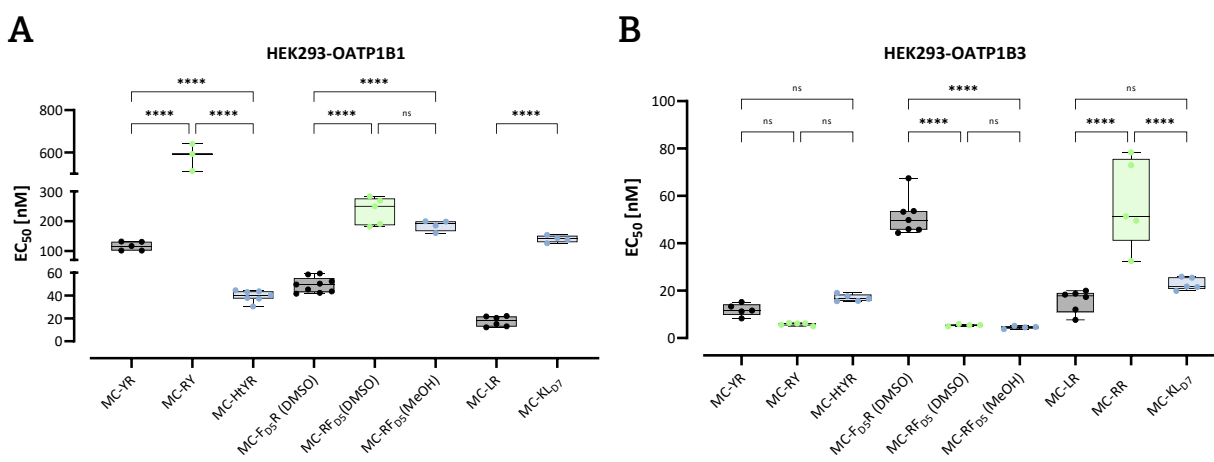 A
B
HEK293-OATP1B1
HEK293-OATP1B3
****
****
****
****
****
****
ns
****
EC50 [nM]
800
600
300
200
100
60
40
20
0
MC-YR
MC-RY
MC-HtYR
MC-FD5R (DMSO)
MC-RFD5(DMSO)
MC-RFD5(MeOH)
MC-LR
MC-KLD7
ns
****
ns
ns
ns
****
ns
****
****
EC50 [nM]
100
80
60
40
20
0
MC-YR
MC-RY
MC-HtYR
MC-FD5R (DMSO)
MC-RFD5 (DMSO)
MC-RFD5 (MeOH)
MC-LR
MC-RR
MC-KLD7